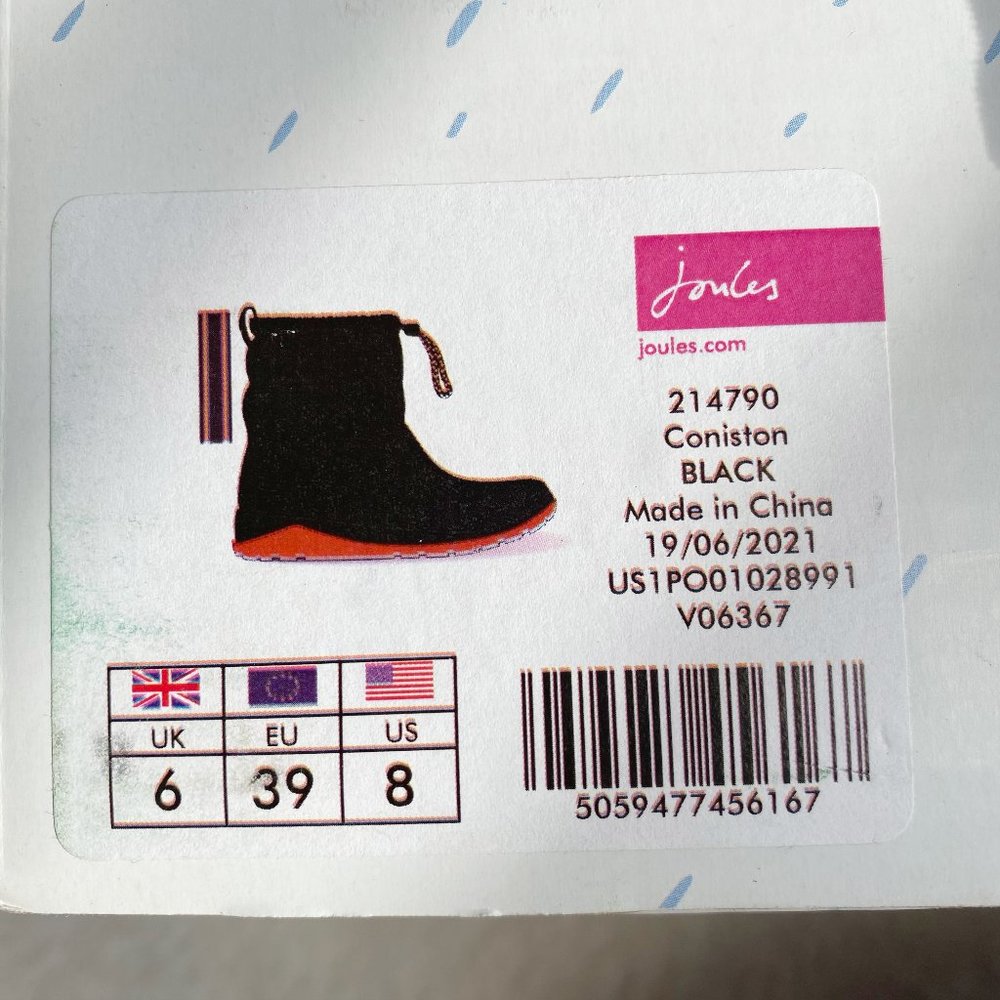 joules
joules.com
214790
Coniston
BLACK
Made in China
19/06/2021
US1PO01028991
V06367
UK EU US
6 39 8
5059477456167